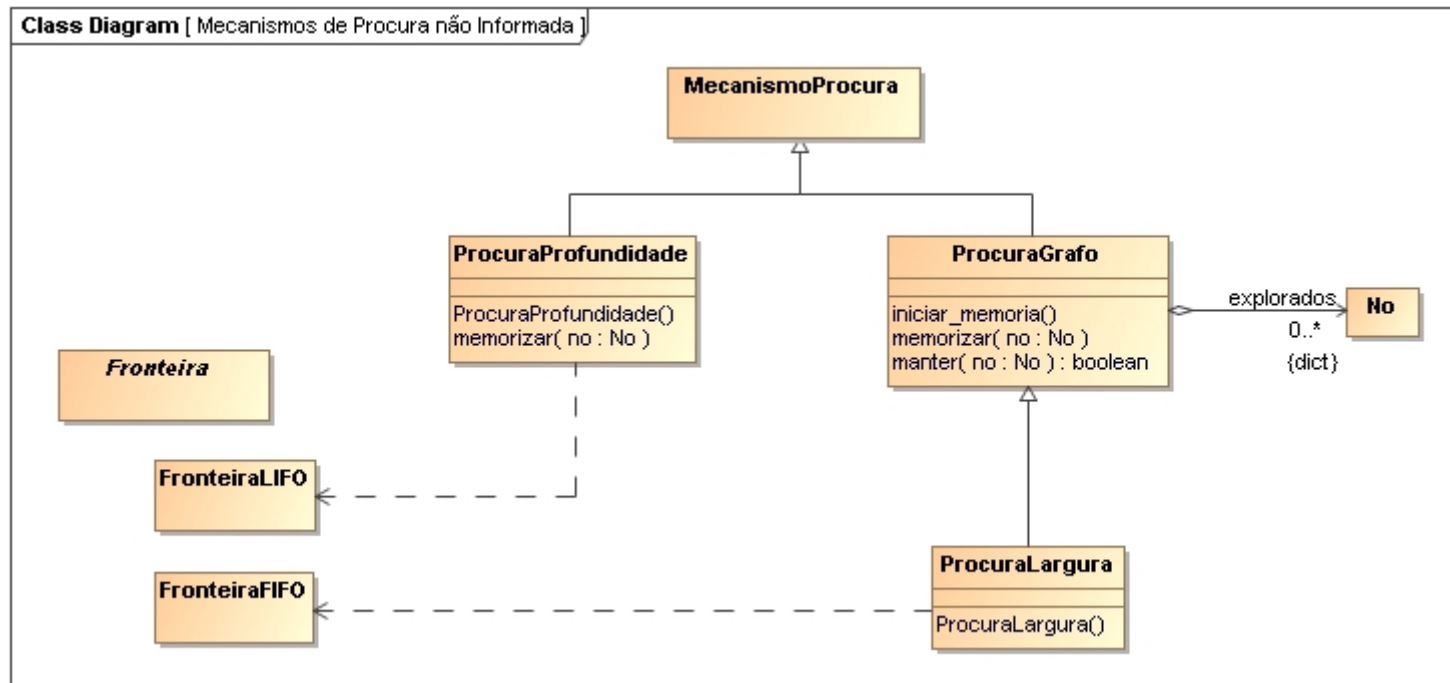 Class Diagram [ Mecanismos de Procura não Informada ]
MecanismoProcura
ProcuraProfundidade
ProcuraProfundidade()
memorizar( no : No )
ProcuraGrafo
iniciar_memoria()
memorizar( no : No )
manter( no : No ) : boolean
explorados
0..*
{dict}
No
Fronteira
FronteiraLIFO
FronteiraFIFO
ProcuraLargura
ProcuraLargura()